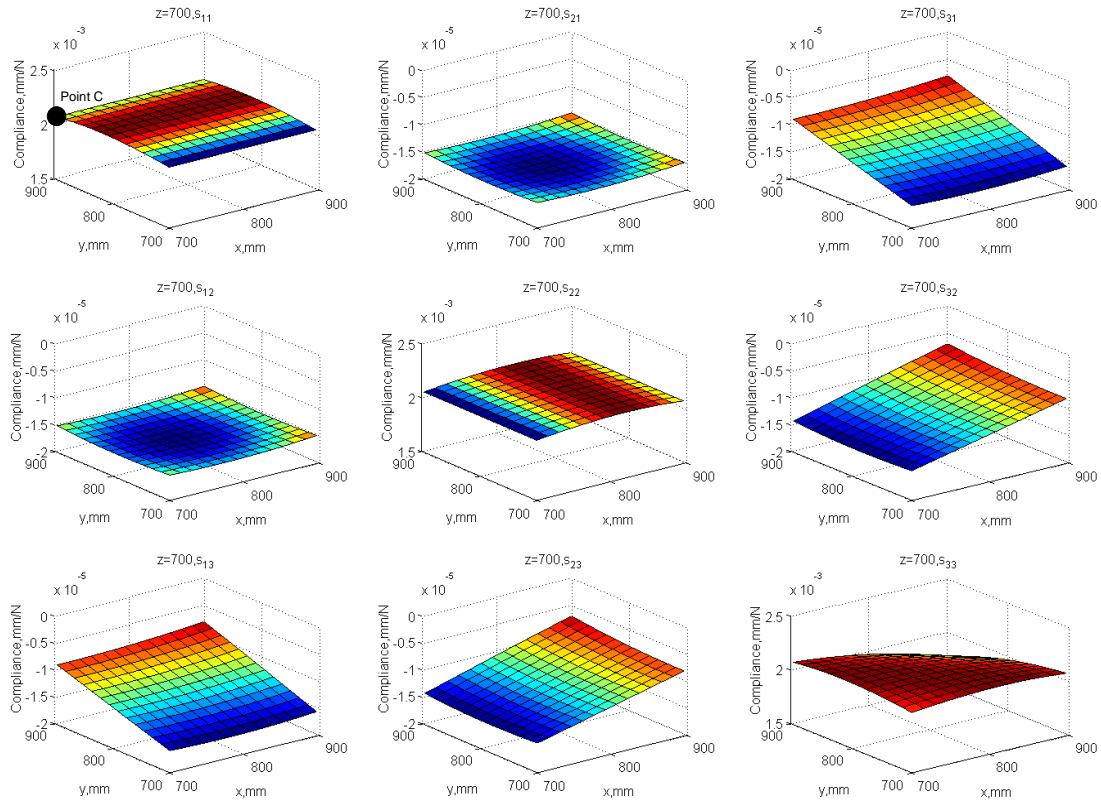 z=700,s11
x 10 -3
2.5
2
1.5
Compliance,mm/N
Point C
900
800
700
y,mm
700
800
900
x,mm
z=700,s21
x 10 -5
0
-0.5
-1
-1.5
-2
Compliance,mm/N
900
800
700
y,mm
700
800
900
x,mm
z=700,s31
x 10 -5
0
-0.5
-1
-1.5
-2
Compliance,mm/N
900
800
700
y,mm
700
800
900
x,mm
z=700,s12
x 10 -5
0
-0.5
-1
-1.5
-2
Compliance,mm/N
900
800
700
y,mm
700
800
900
x,mm
z=700,s22
x 10 -3
2.5
2
1.5
Compliance,mm/N
900
800
700
y,mm
700
800
900
x,mm
z=700,s32
x 10 -5
0
-0.5
-1
-1.5
-2
Compliance,mm/N
900
800
700
y,mm
700
800
900
x,mm
z=700,s13
x 10 -5
0
-0.5
-1
-1.5
-2
Compliance,mm/N
900
800
700
y,mm
700
800
900
x,mm
z=700,s23
x 10 -5
0
-0.5
-1
-1.5
-2
Compliance,mm/N
900
800
700
y,mm
700
800
900
x,mm
z=700,s33
x 10 -3
2.5
2
1.5
Compliance,mm/N
900
800
700
y,mm
700
800
900
x,mm